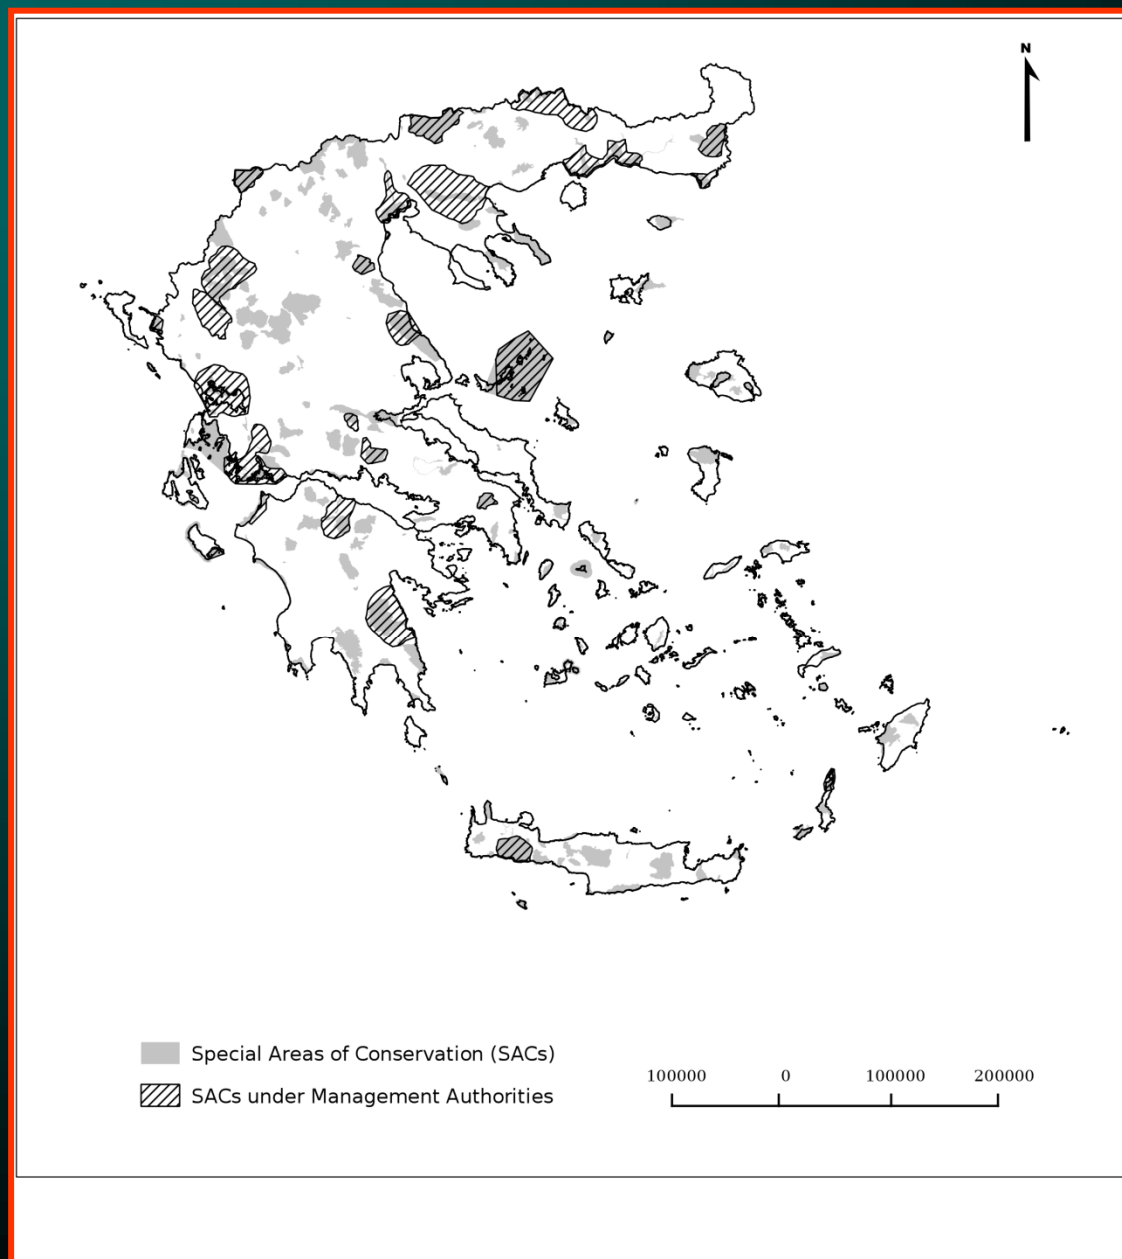 N
Special Areas of Conservation (SACs)
SACs under Management Authorities
100000 0 100000 200000